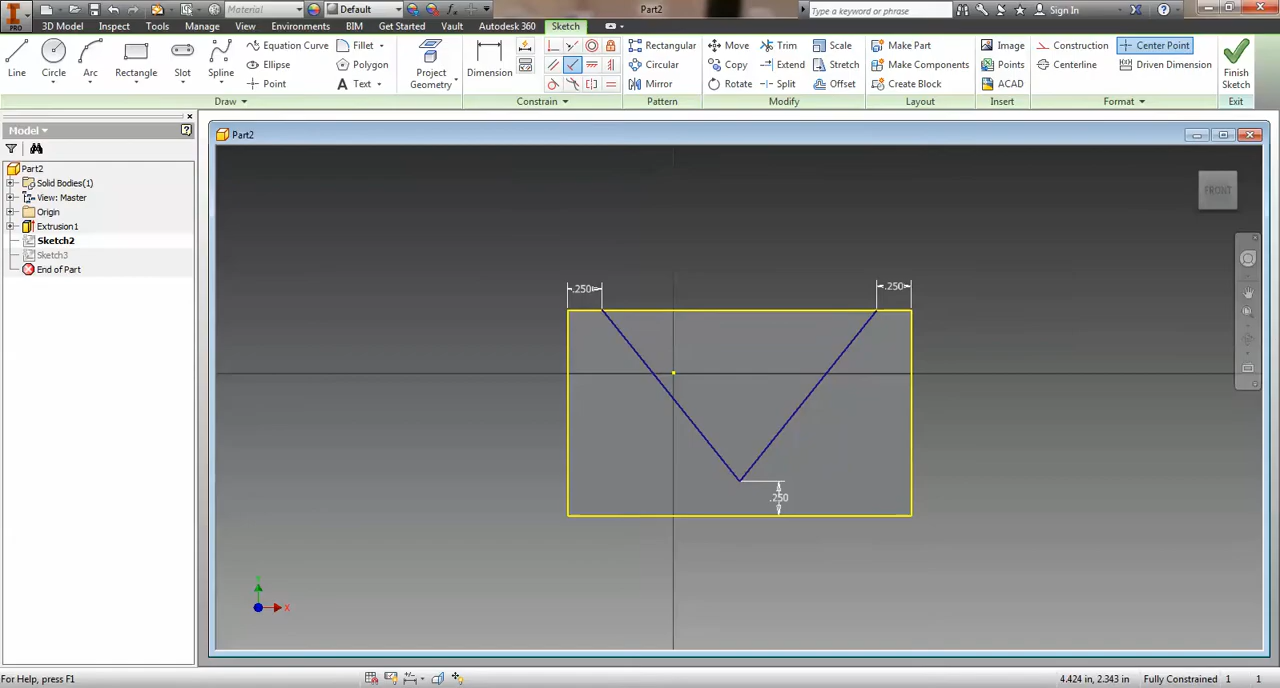 Material
Default
Part2
Type a keyword or phrase
Sign In
PRO
3D Model
Inspect
Tools
Manage
View
Environments
BIM
Get Started
Vault
Autodesk 360
Sketch
Line
Circle
Arc
Rectangle
Slot
Spline
Equation Curve
Ellipse
Point
Fillet
Polygon
Text
Project Geometry
Dimension
Rectangular
Circular
Mirror
Move
Copy
Rotate
Trim
Extend
Split
Scale
Stretch
Offset
Make Part
Make Components
Create Block
Image
Points
ACAD
Construction
Centerline
Center Point
Driven Dimension
Finish Sketch
Draw
Constrain
Pattern
Modify
Layout
Insert
Format
Exit
Model
Part2
Solid Bodies(1)
View: Master
Origin
Extrusion1
Sketch2
Sketch3
End of Part
Part2
FRONT
.250
.250
.250
Y
X
For Help, press F1
4.424 in, 2.343 in
Fully Constrained
1
1